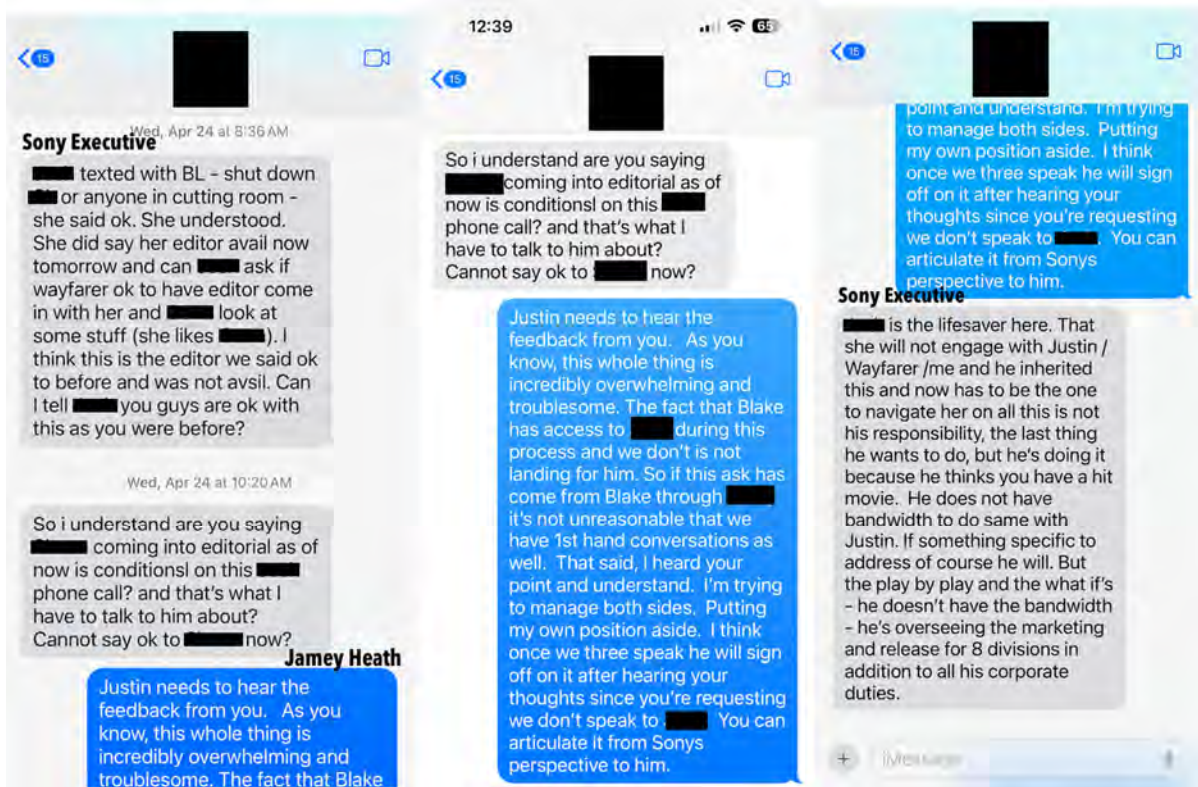 15
Wed, Apr 24 at 8:36 AM
Sony Executive
texted with BL - shut down
or anyone in cutting room -
she said ok. She understood.
She did say her editor avail now
tomorrow and can ask if
wayfarer ok to have editor come
in with her and look at
some stuff (she likes ). I
think this is the editor we said ok
to before and was not avsil. Can
I tell you guys are ok with
this as you were before?
Wed, Apr 24 at 10:20 AM
So i understand are you saying
coming into editorial as of
now is conditionsl on this
phone call? and that's what I
have to talk to him about?
Cannot say ok to now?
Jamey Heath
Justin needs to hear the
feedback from you. As you
know, this whole thing is
incredibly overwhelming and
troublesome. The fact that Blake
12:39
65
15
So i understand are you saying
coming into editorial as of
now is conditionsl on this
phone call? and that's what I
have to talk to him about?
Cannot say ok to now?
Justin needs to hear the
feedback from you. As you
know, this whole thing is
incredibly overwhelming and
troublesome. The fact that Blake
has access to during this
process and we don't is not
landing for him. So if this ask has
come from Blake through
it's not unreasonable that we
have 1st hand conversations as
well. That said, I heard your
point and understand. I'm trying
to manage both sides. Putting
my own position aside. I think
once we three speak he will sign
off on it after hearing your
thoughts since you're requesting
we don't speak to You can
articulate it from Sonys
perspective to him.
15
point and understand. I'm trying
to manage both sides. Putting
my own position aside. I think
once we three speak he will sign
off on it after hearing your
thoughts since you're requesting
we don't speak to . You can
articulate it from Sonys
perspective to him.
Sony Executive
is the lifesaver here. That
she will not engage with Justin /
Wayfarer /me and he inherited
this and now has to be the one
to navigate her on all this is not
his responsibility, the last thing
he wants to do, but he's doing it
because he thinks you have a hit
movie. He does not have
bandwidth to do same with
Justin. If something specific to
address of course he will. But
the play by play and the what if's
- he doesn't have the bandwidth
- he's overseeing the marketing
and release for 8 divisions in
addition to all his corporate
duties.
iMessage